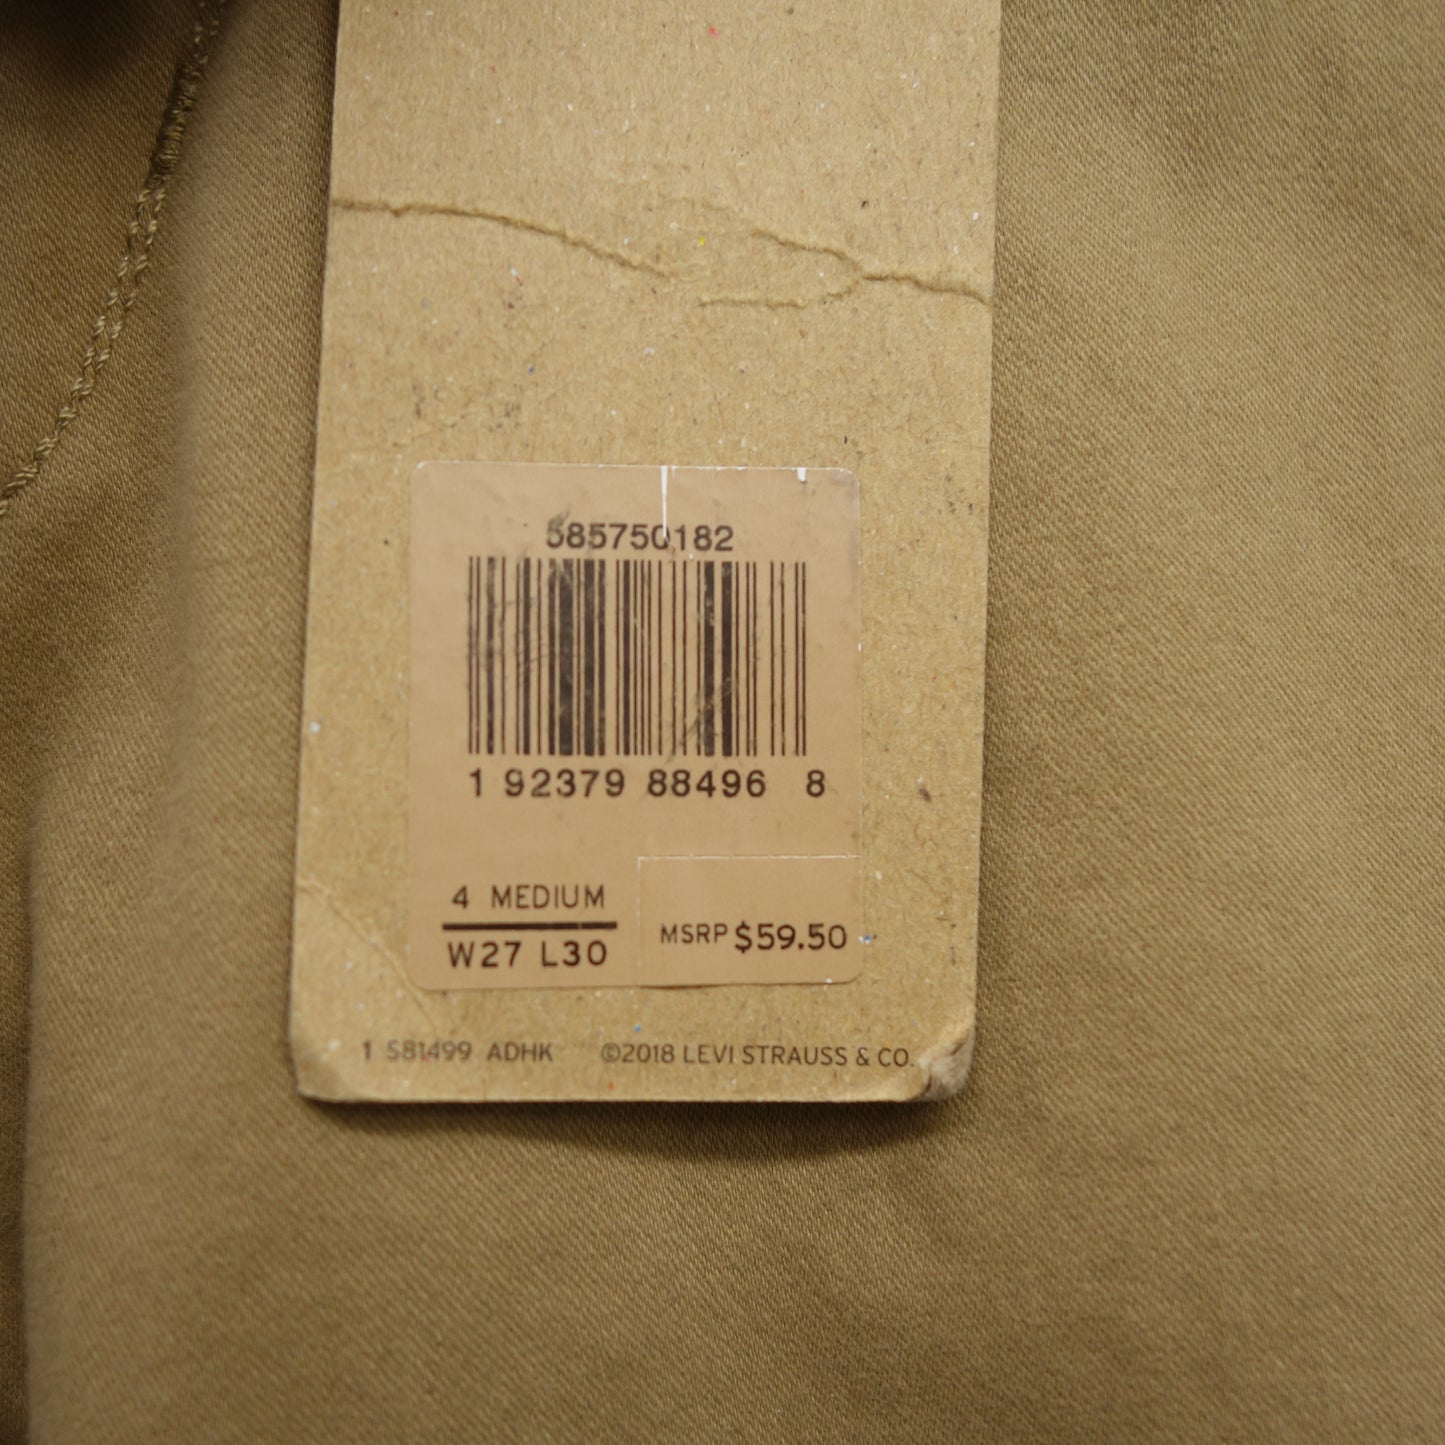 585750182
1 92379 88496 8
4 MEDIUM
W27 L30
MSRP $59.50
1 581499 ADHK ©2018 LEVI STRAUSS & CO.